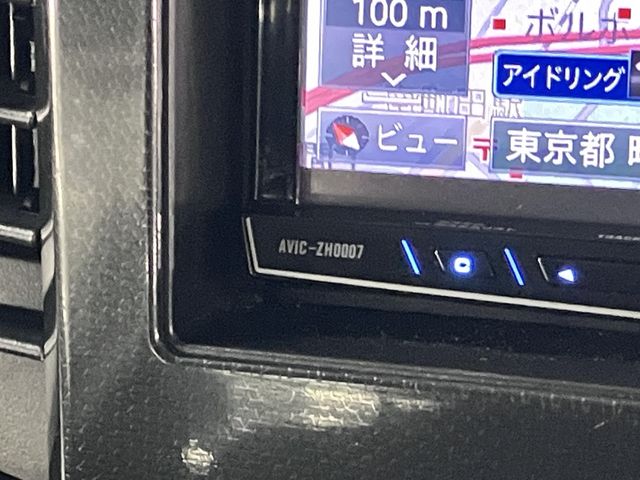 100 m
ボルボ
詳細
アイドリング
ビュー
東京都
AVIC-ZH0007